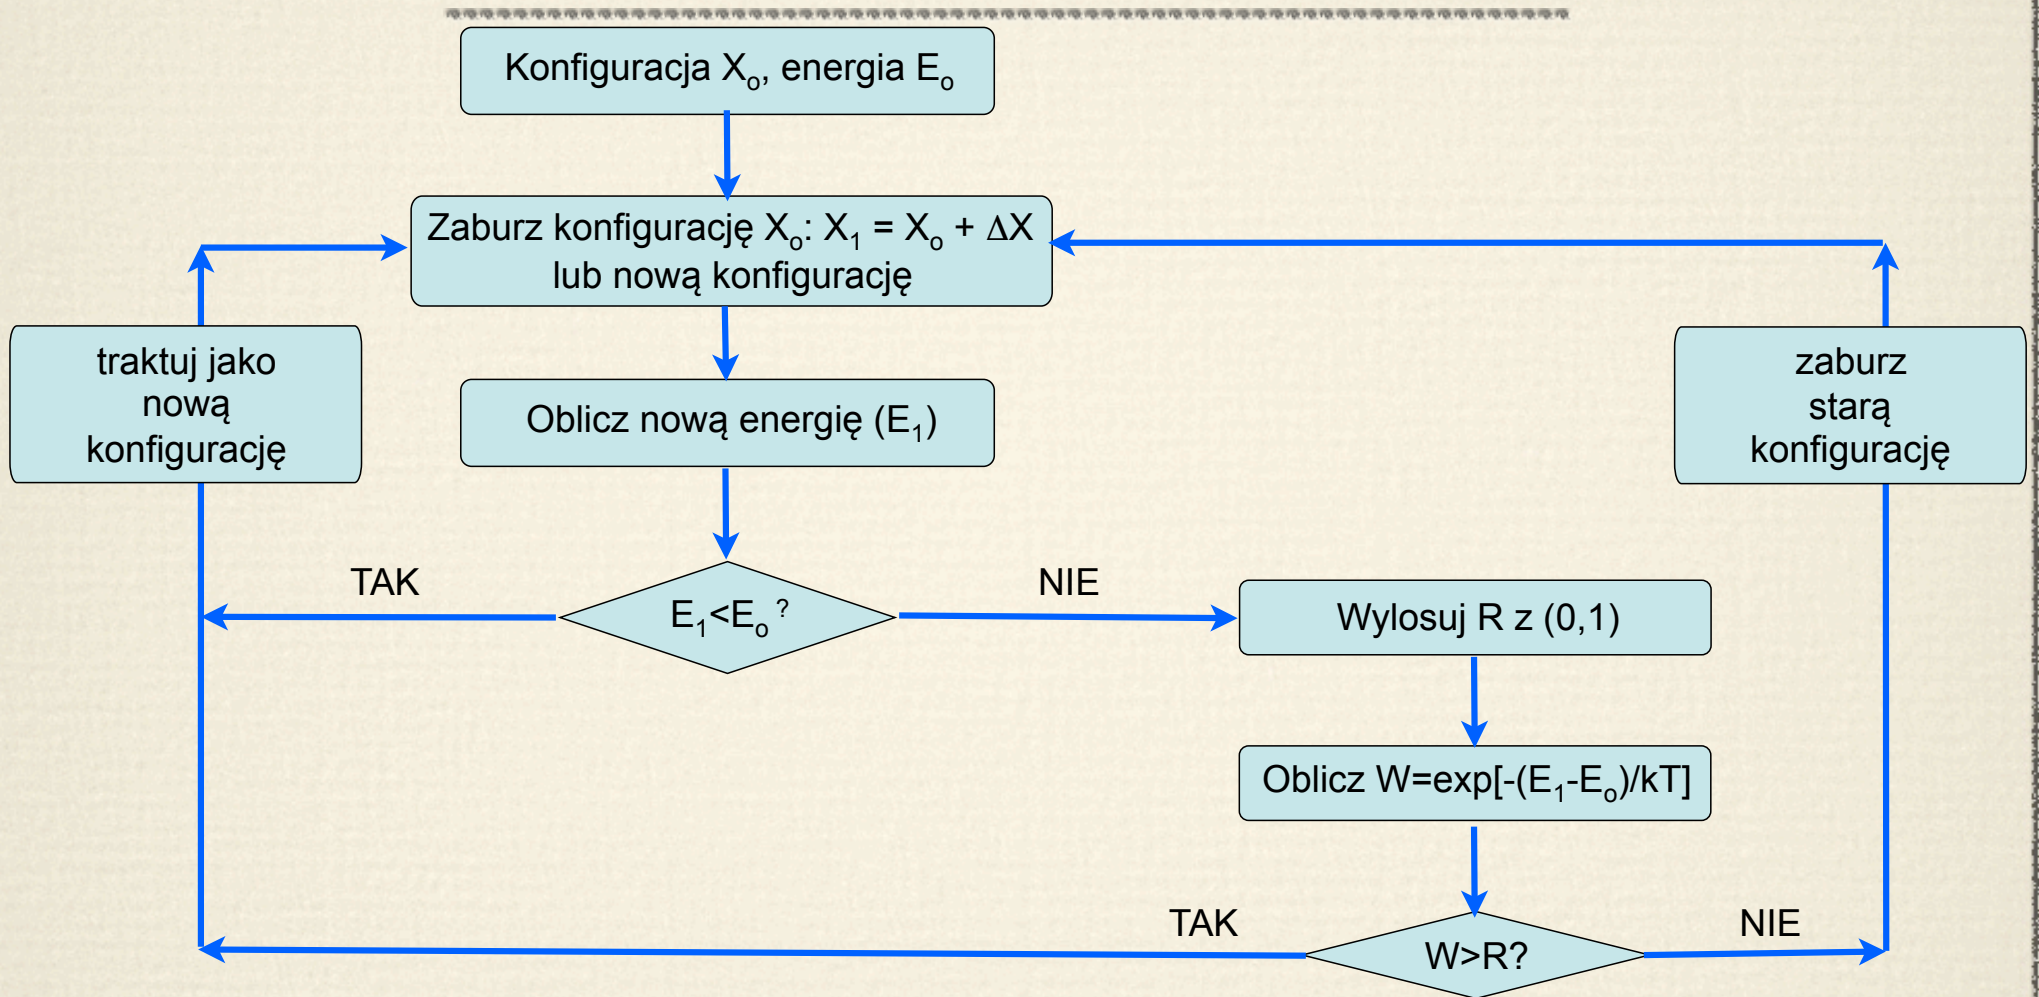 Konfiguracja Xₒ, energia Eₒ
Zaburz konfigurację Xₒ: X₁ = Xₒ + ΔX
lub nową konfigurację
traktuj jako
nową
konfigurację
zaburz
starą
konfigurację
Oblicz nową energię (E₁)
TAK
E₁<Eₒ?
NIE
Wylosuj R z (0,1)
Oblicz W=exp[-(E₁-Eₒ)/kT]
TAK
W>R?
NIE